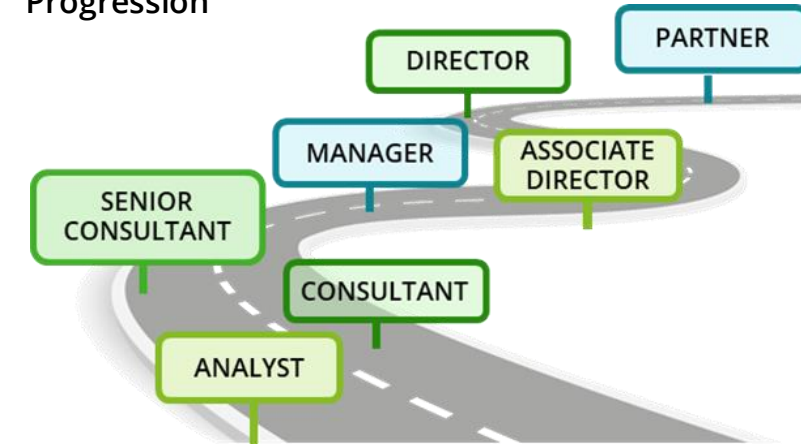 Progression
PARTNER
DIRECTOR
MANAGER
ASSOCIATE
DIRECTOR
SENIOR
CONSULTANT
CONSULTANT
ANALYST